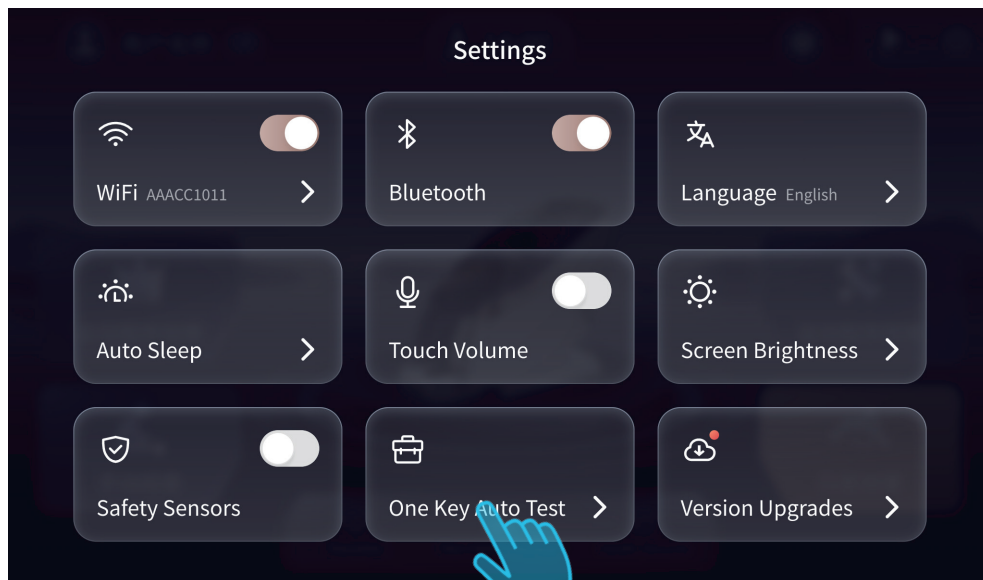 Settings
WiFi AAACC1011
Bluetooth
Language English
Auto Sleep
Touch Volume
Screen Brightness
Safety Sensors
One Key Auto Test
Version Upgrades